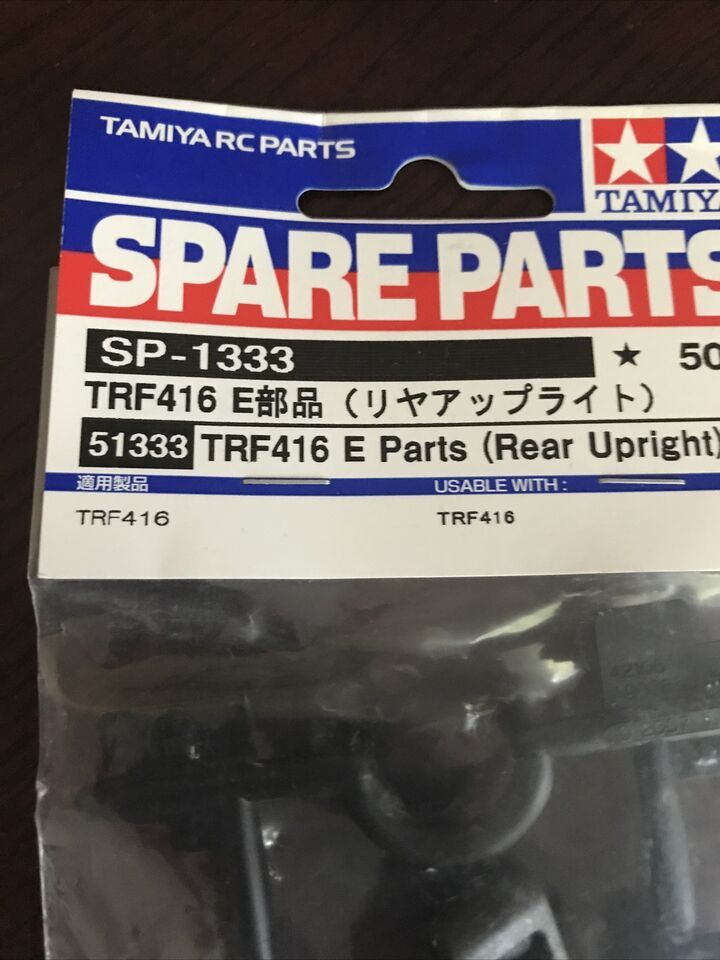 TAMIYA RC PARTS
TAMIYA
SPARE PARTS
SP-1333 ★ 50
TRF416 E部品（リヤアップライト）
51333 TRF416 E Parts (Rear Upright)
適用製品 USABLE WITH :
TRF416 TRF416